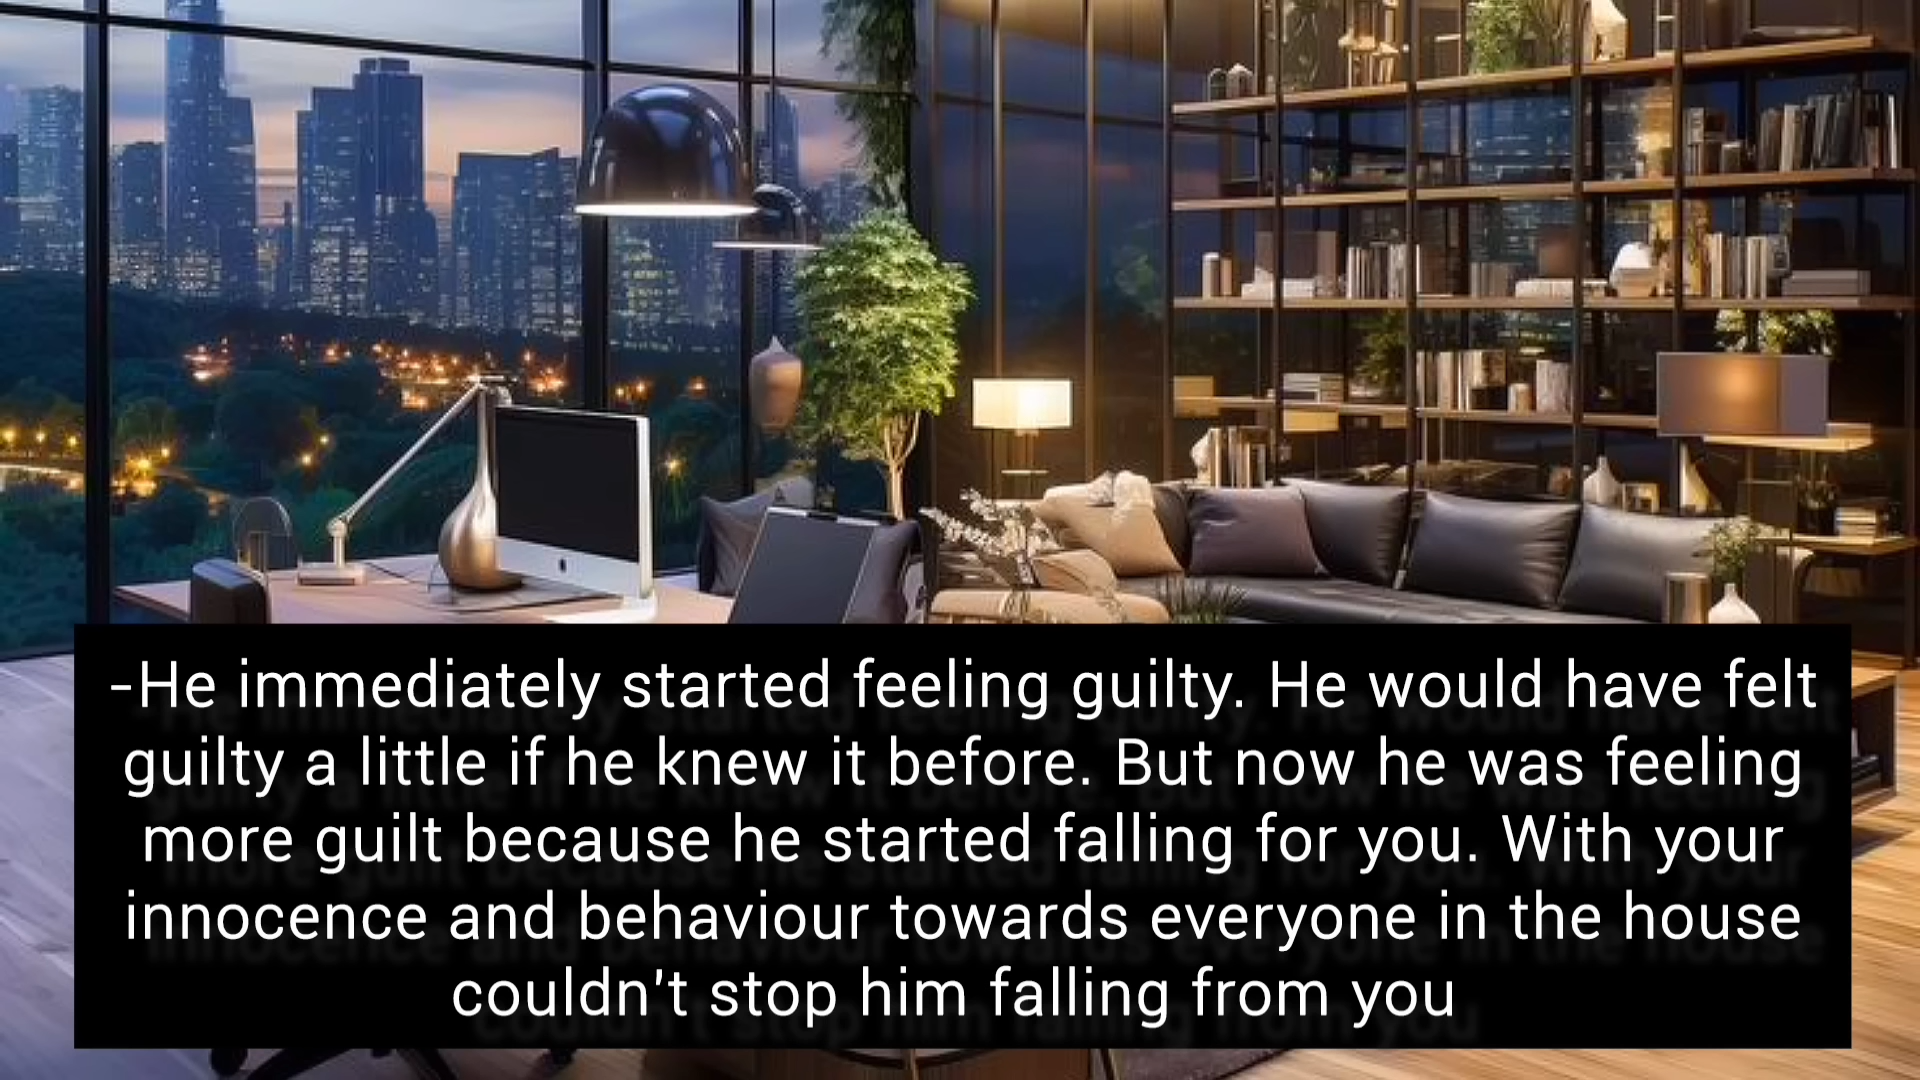 -He immediately started feeling guilty. He would have felt
guilty a little if he knew it before. But now he was feeling
more guilt because he started falling for you. With your
innocence and behaviour towards everyone in the house
couldn't stop him falling from you